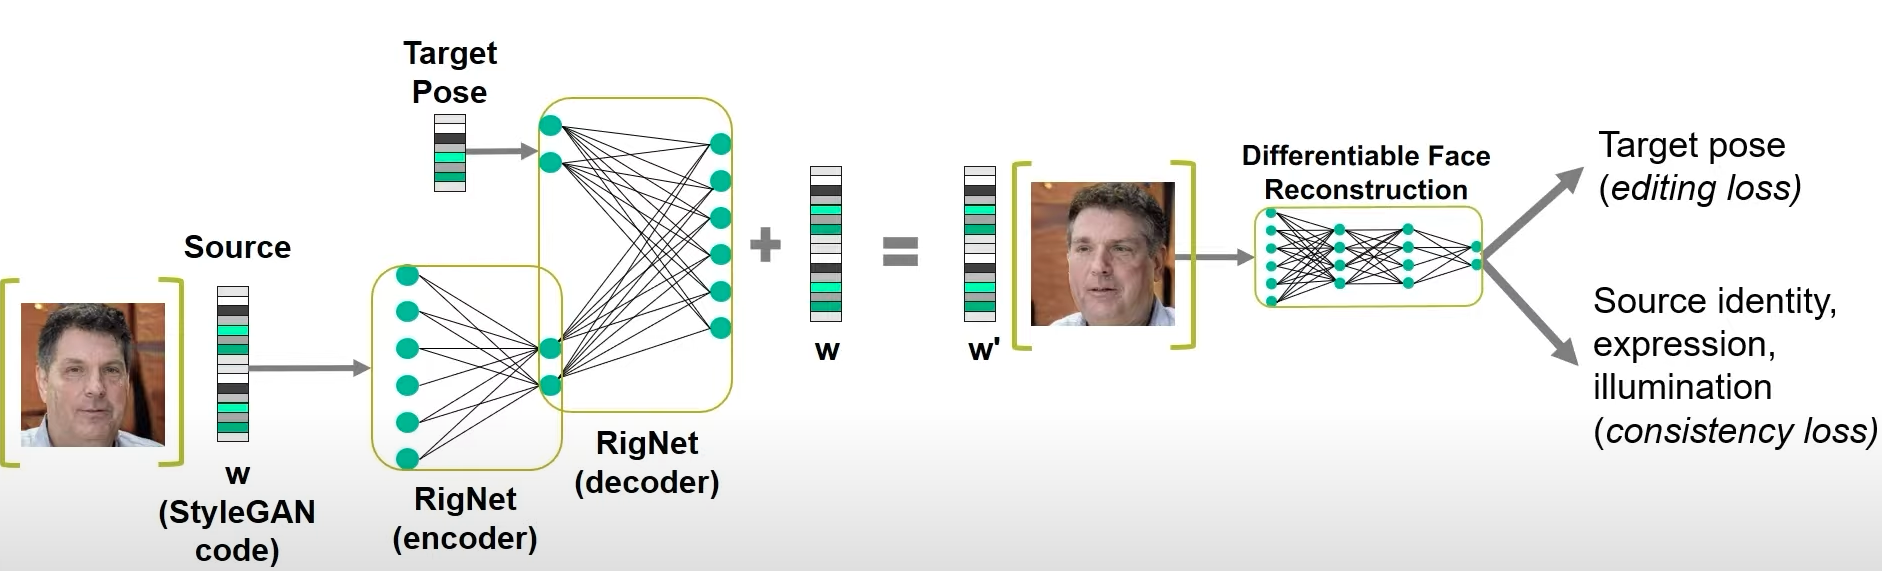 Target
Pose
Source
w
(StyleGAN
code)
RigNet
(encoder)
RigNet
(decoder)
+
w
=
w'
Differentiable Face
Reconstruction
Target pose
(editing loss)
Source identity,
expression,
illumination
(consistency loss)